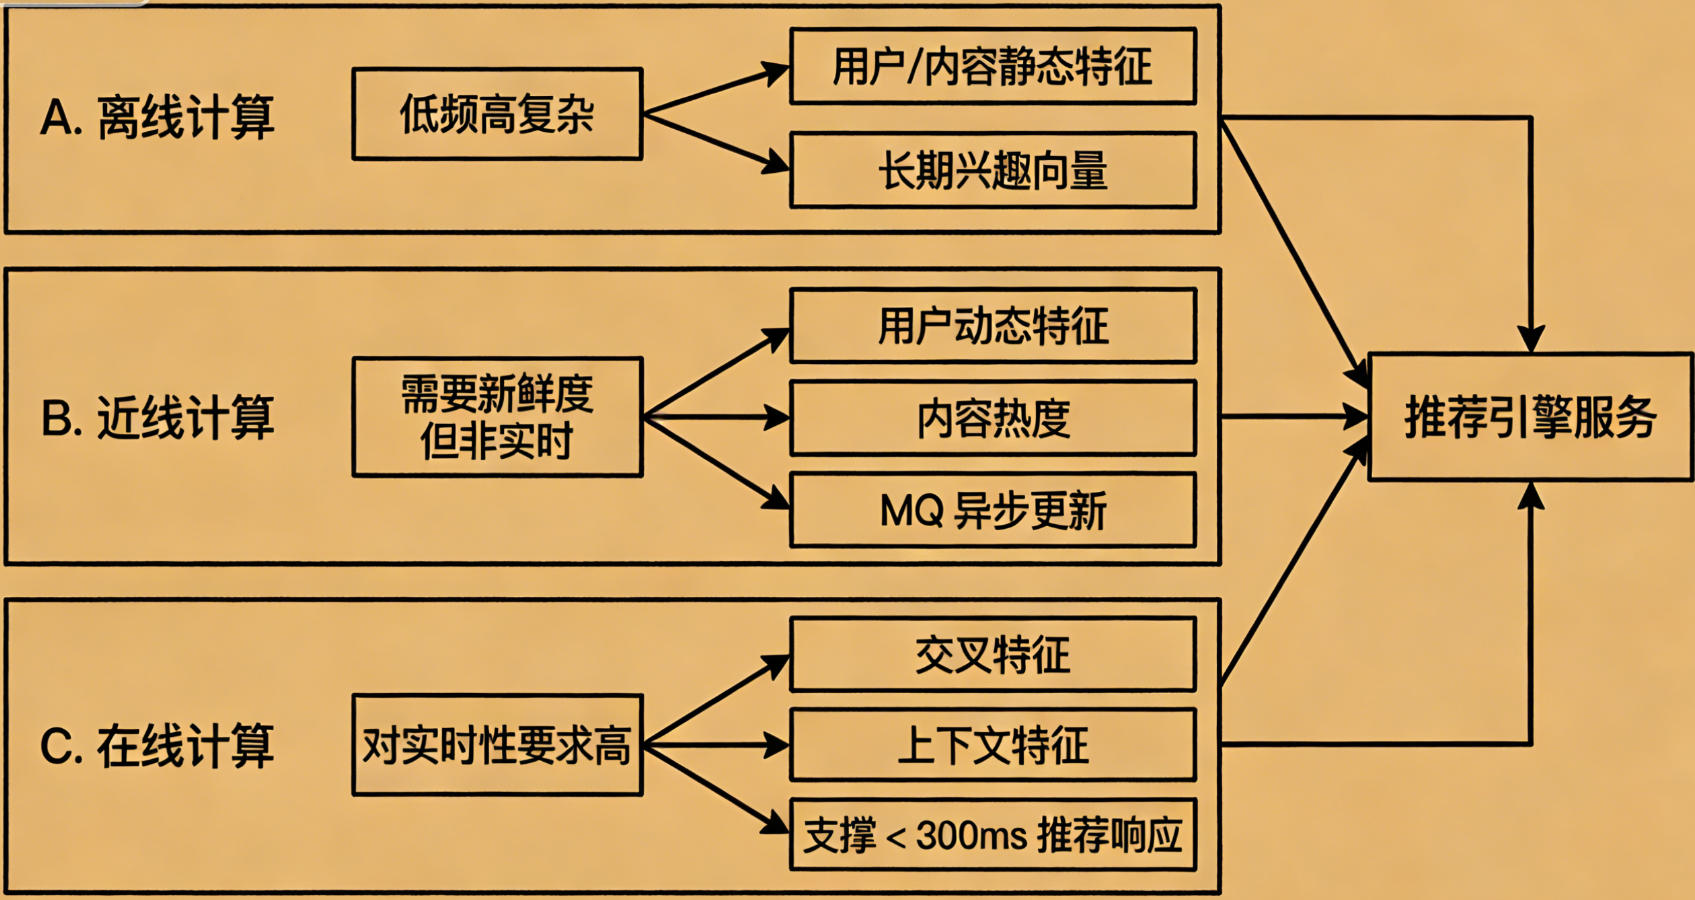 A. 离线计算
低频高复杂
用户/内容静态特征
长期兴趣向量
B. 近线计算
需要新鲜度
但非实时
用户动态特征
内容热度
MQ 异步更新
C. 在线计算
对实时性要求高
交叉特征
上下文特征
支撑 < 300ms 推荐响应
推荐引擎服务